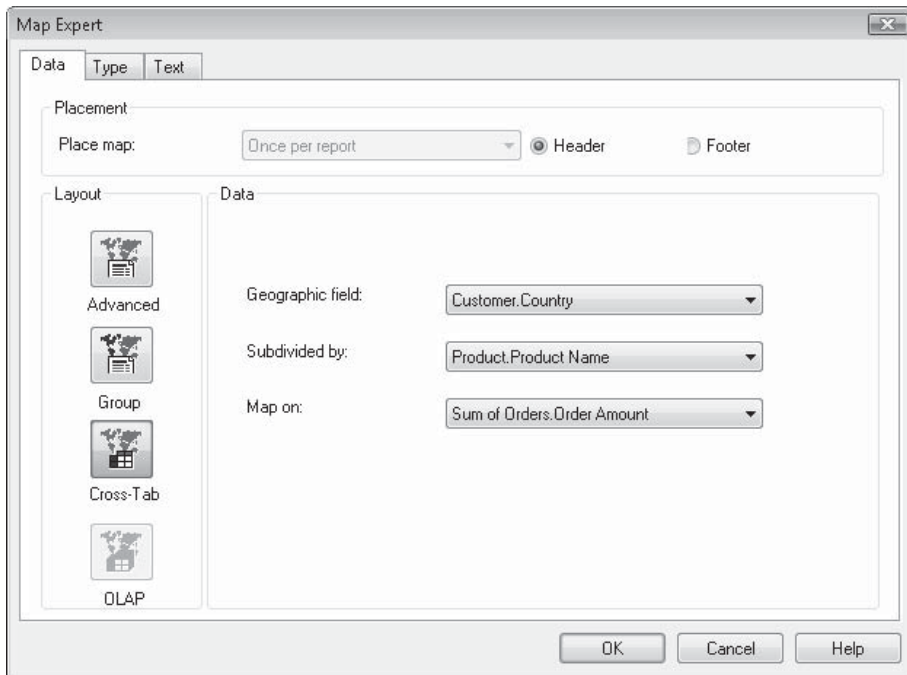 Map Expert
Data Type Text
Placement
Place map: Once per report Header Footer
Layout Data
Advanced
Geographic field: Customer.Country
Subdivided by: Product.Product Name
Group
Map on: Sum of Orders.Order Amount
Cross-Tab
OLAP
OK Cancel Help